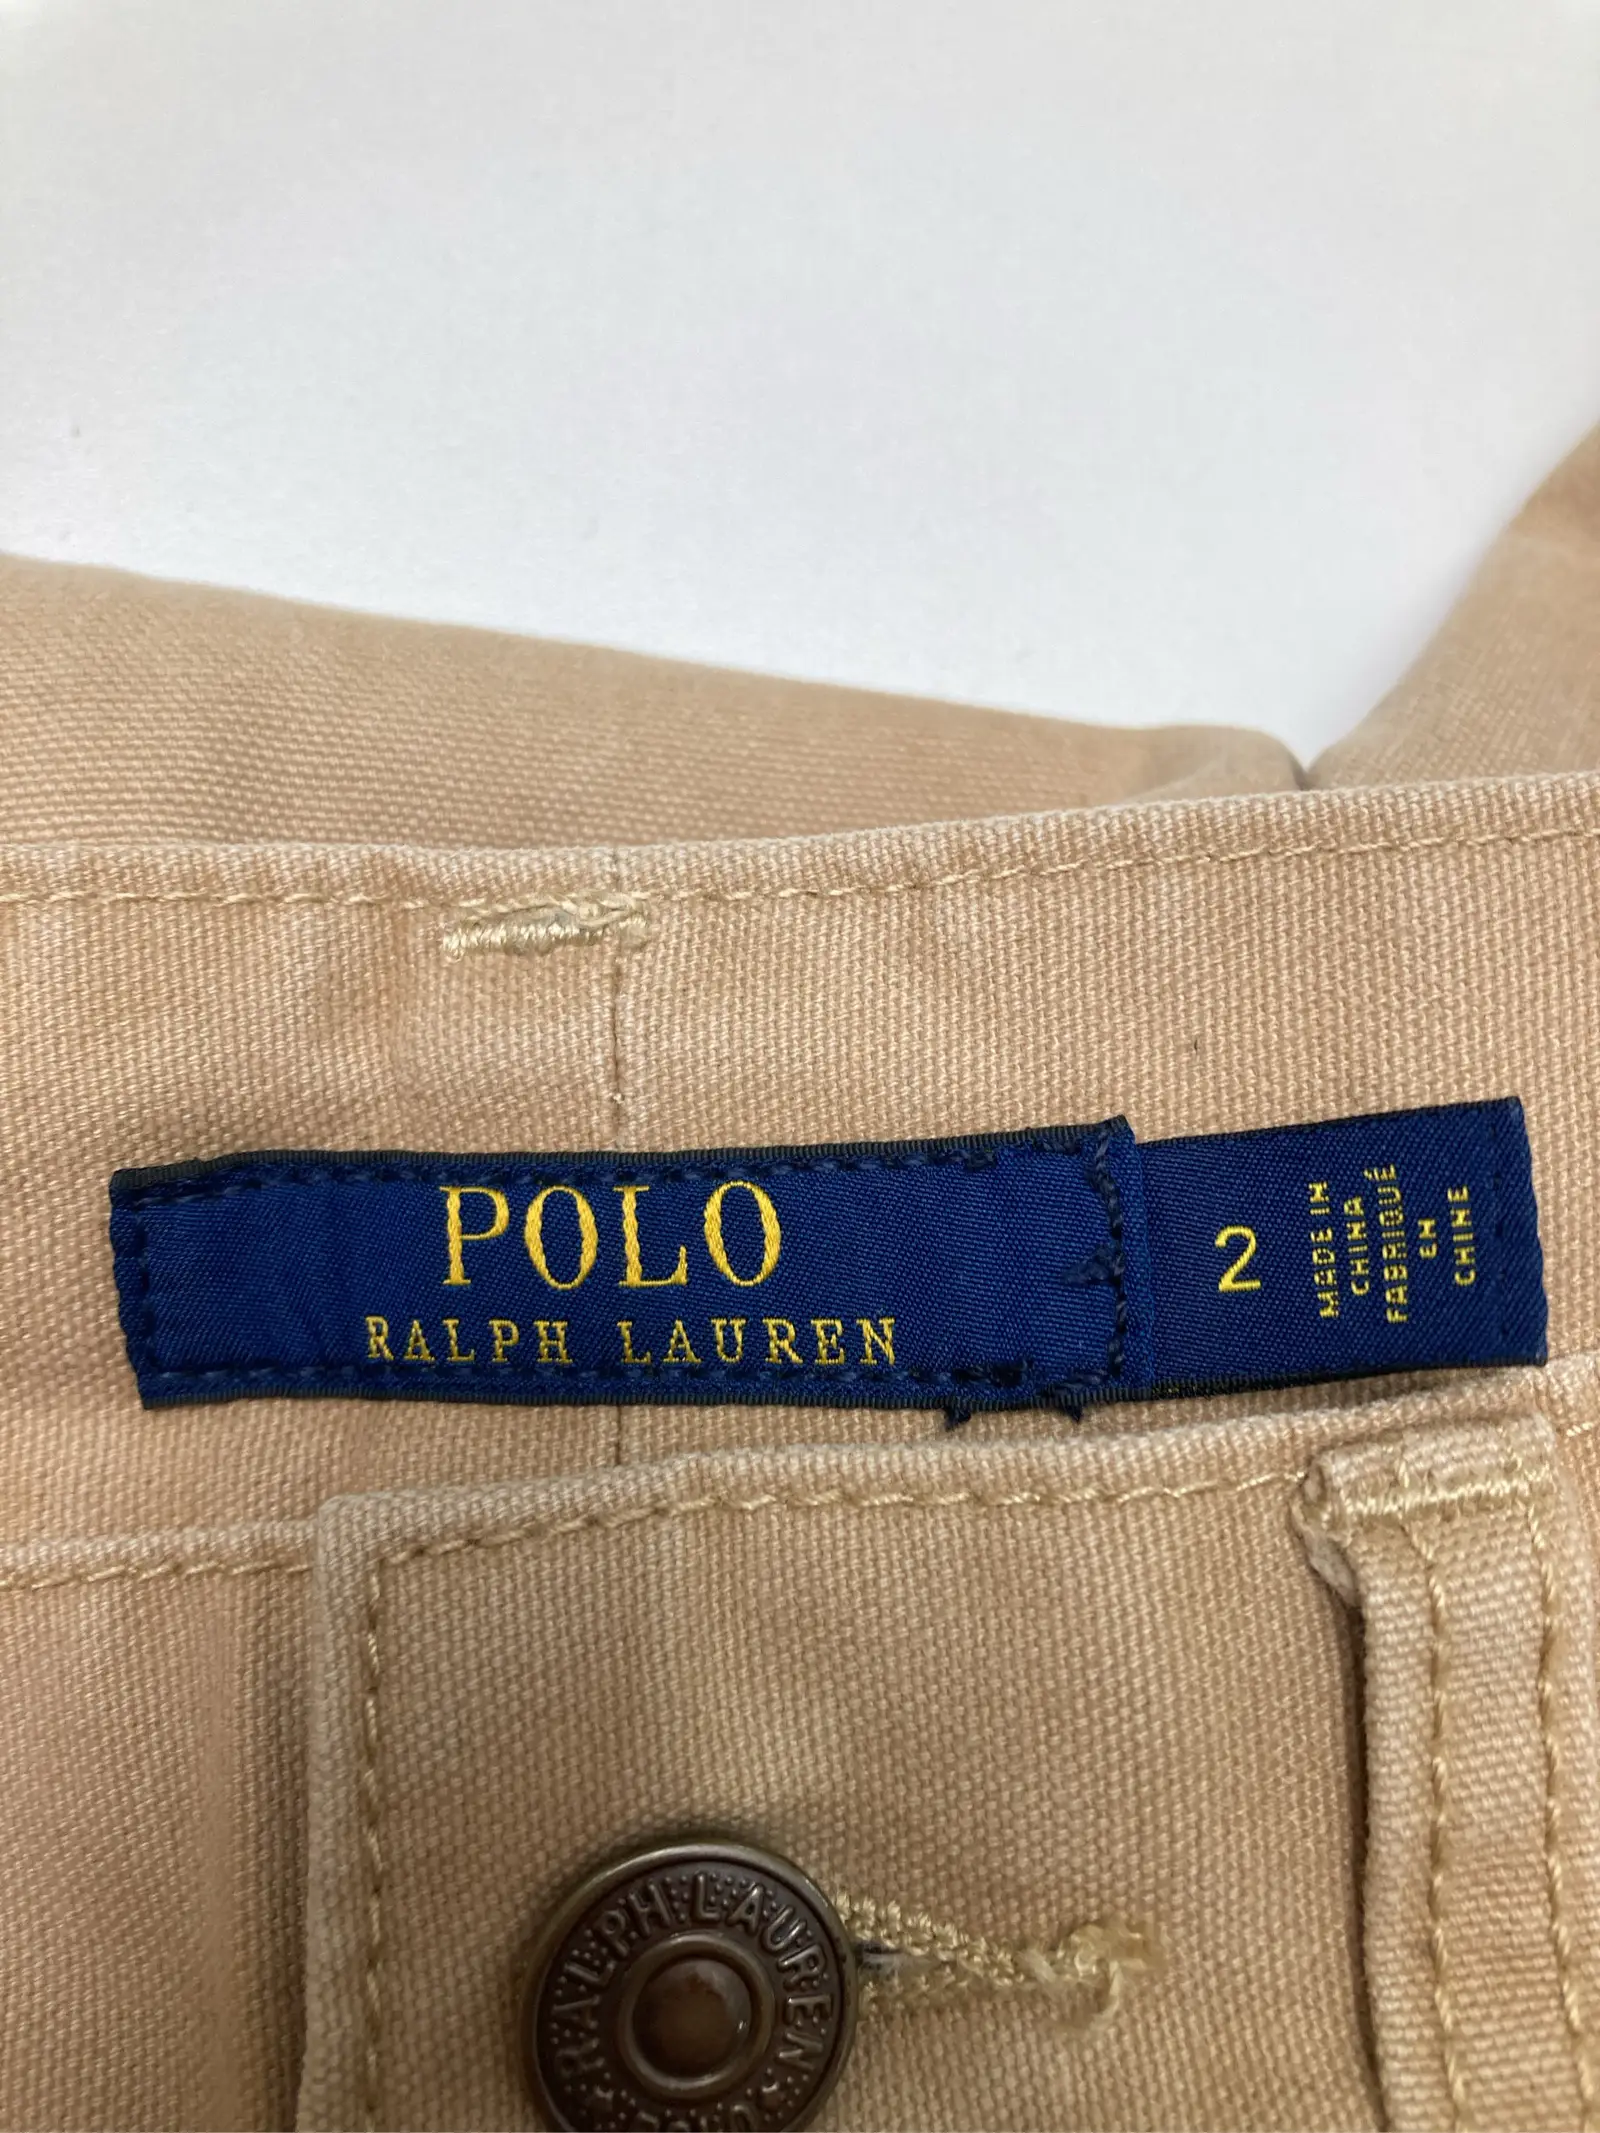 POLO
RALPH LAUREN
2
MADE IN
CHINA
FABRIQUÉ
EN
CHINE
RALPH LAUREN